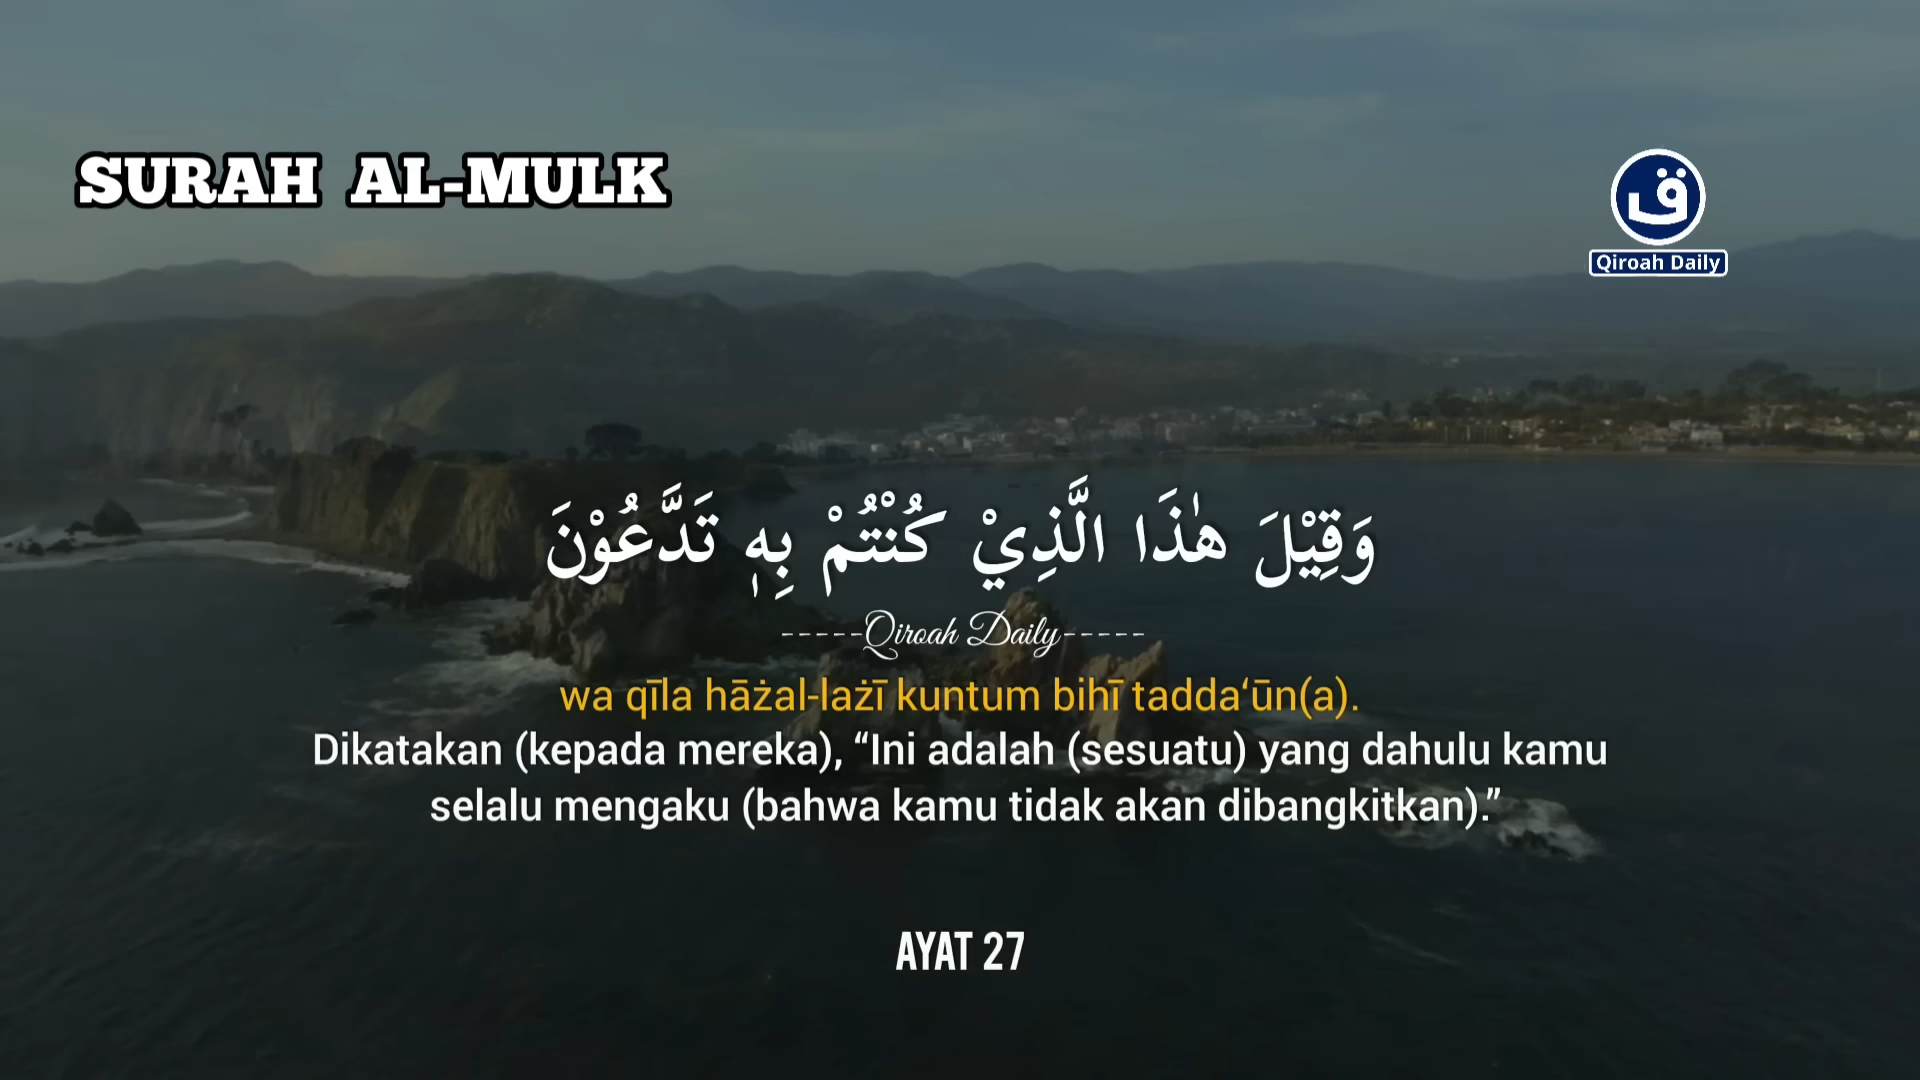 SURAH AL-MULK
ق
Qiroah Daily
وَقِيْلَ هٰذَا الَّذِيْ كُنْتُمْ بِهٖ تَدَّعُوْنَ
-----Qiroah Daily-----
wa qīla hāżal-lażī kuntum bihī tadda‘ūn(a).
Dikatakan (kepada mereka), “Ini adalah (sesuatu) yang dahulu kamu
selalu mengaku (bahwa kamu tidak akan dibangkitkan).”
AYAT 27